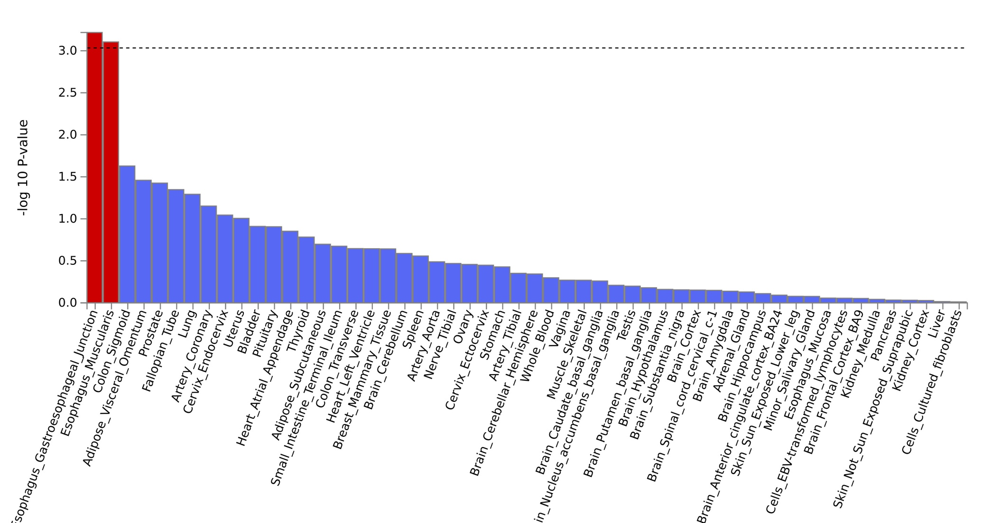 -log 10 P-value
3.0
2.5
2.0
1.5
1.0
0.5
0.0
Esophagus_Gastroesophageal_Junction
Esophagus_Muscularis
Colon_Sigmoid
Adipose_Visceral_Omentum
Prostate
Fallopian_Tube
Lung
Artery_Coronary
Cervix_Endocervix
Uterus
Bladder
Pituitary
Heart_Atrial_Appendage
Thyroid
Adipose_Subcutaneous
Small_Intestine_Terminal_Ileum
Colon_Transverse
Heart_Left_Ventricle
Breast_Mammary_Tissue
Brain_Cerebellum
Spleen
Artery_Aorta
Nerve_Tibial
Ovary
Cervix_Ectocervix
Stomach
Artery_Tibial
Brain_Cerebellar_Hemisphere
Whole_Blood
Vagina
Muscle_Skeletal
Brain_Caudate_basal_ganglia
in_Nucleus_accumbens_basal_ganglia
Testis
Brain_Putamen_basal_ganglia
Brain_Hypothalamus
Brain_Substantia_nigra
Brain_Cortex
Brain_Spinal_cord_cervical_c-1
Brain_Amygdala
Adrenal_Gland
Brain_Hippocampus
Brain_Anterior_cingulate_cortex_BA24
Skin_Sun_Exposed_Lower_leg
Minor_Salivary_Gland
Esophagus_Mucosa
Cells_EBV-transformed_lymphocytes
Brain_Frontal_Cortex_BA9
Kidney_Medulla
Pancreas
Skin_Not_Sun_Exposed_Suprapubic
Kidney_Cortex
Liver
Cells_Cultured_fibroblasts